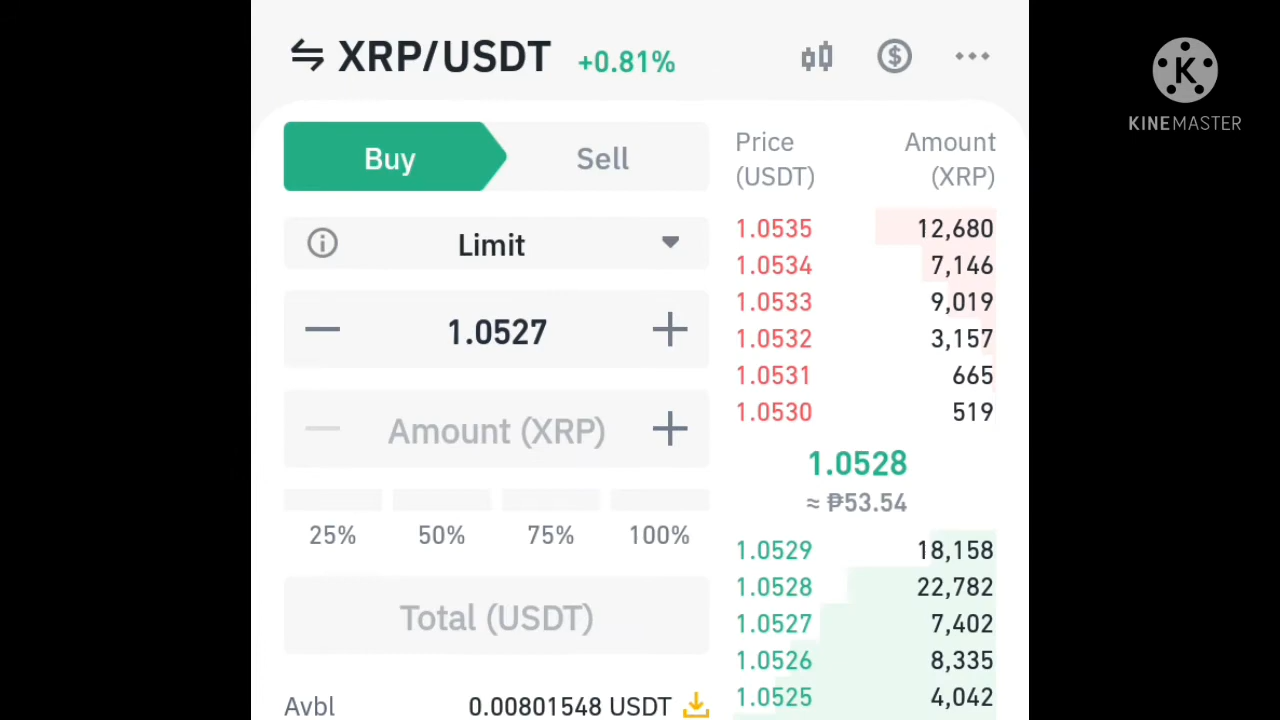 XRP/USDT +0.81%
Buy
Sell
Limit
1.0527
Amount (XRP)
25% 50% 75% 100%
Total (USDT)
Avbl 0.00801548 USDT
Price Amount
(USDT) (XRP)
1.0535 12,680
1.0534 7,146
1.0533 9,019
1.0532 3,157
1.0531 665
1.0530 519
1.0528
≈ ₱53.54
1.0529 18,158
1.0528 22,782
1.0527 7,402
1.0526 8,335
1.0525 4,042
K
KINEMASTER